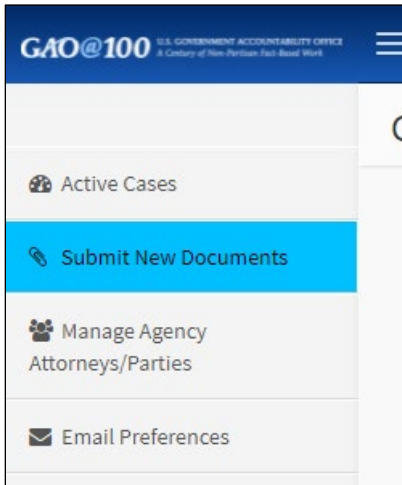 GAO@100 U.S. GOVERNMENT ACCOUNTABILITY OFFICE
A Century of Non-Partisan Fact-Based Work
Active Cases
Submit New Documents
Manage Agency
Attorneys/Parties
Email Preferences